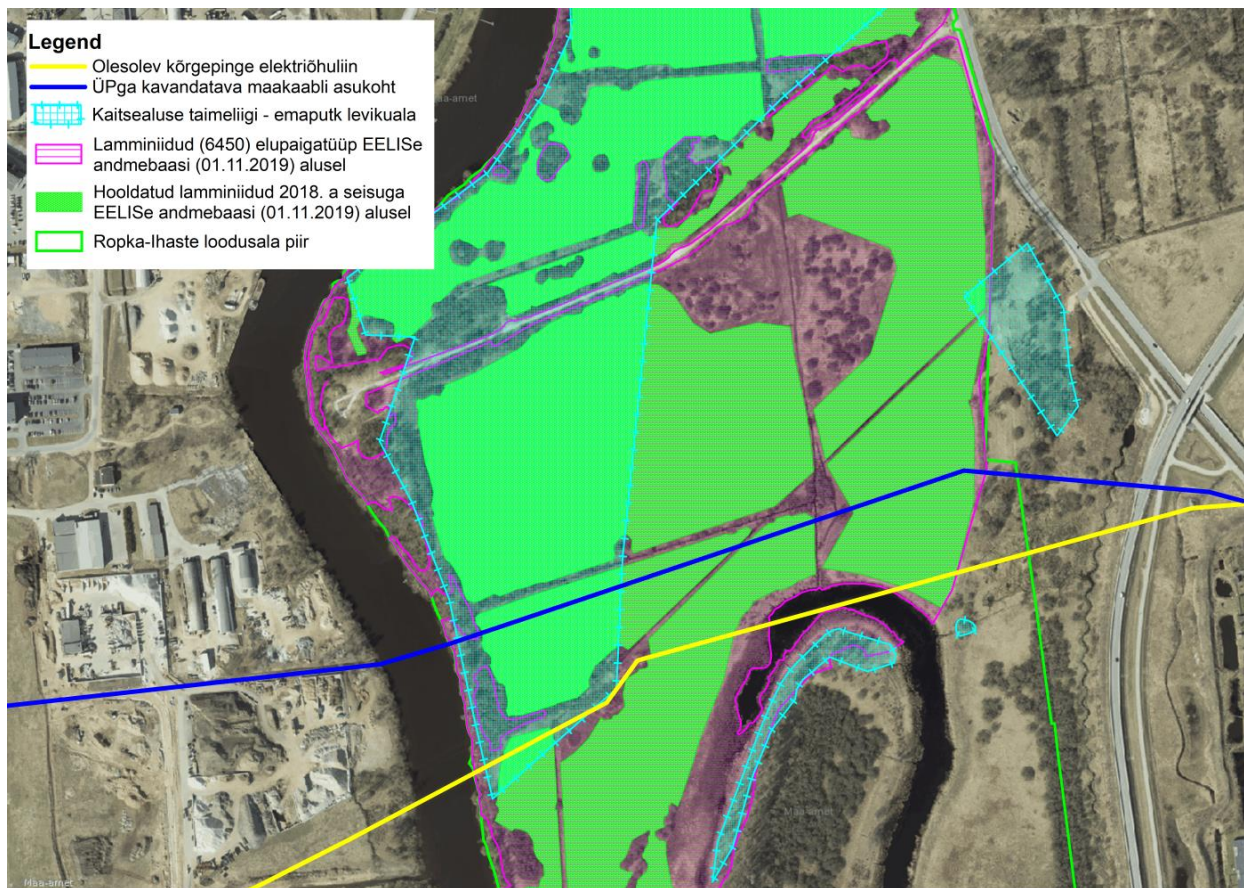 Legend
Olesolev kõrgepinge elektriõhuliin
ÜPga kavandatava maakaabli asukoht
Kaitsealuse taimeliigi - emaputk levikuala
Lamminiidud (6450) elupaigatüüp EELISe
andmebaasi (01.11.2019) alusel
Hooldatud lamminiidud 2018. a seisuga
EELISe andmebaasi (01.11.2019) alusel
Ropka-Ihaste loodusala piir
aa-amet
Maa-amet
Maa-amet